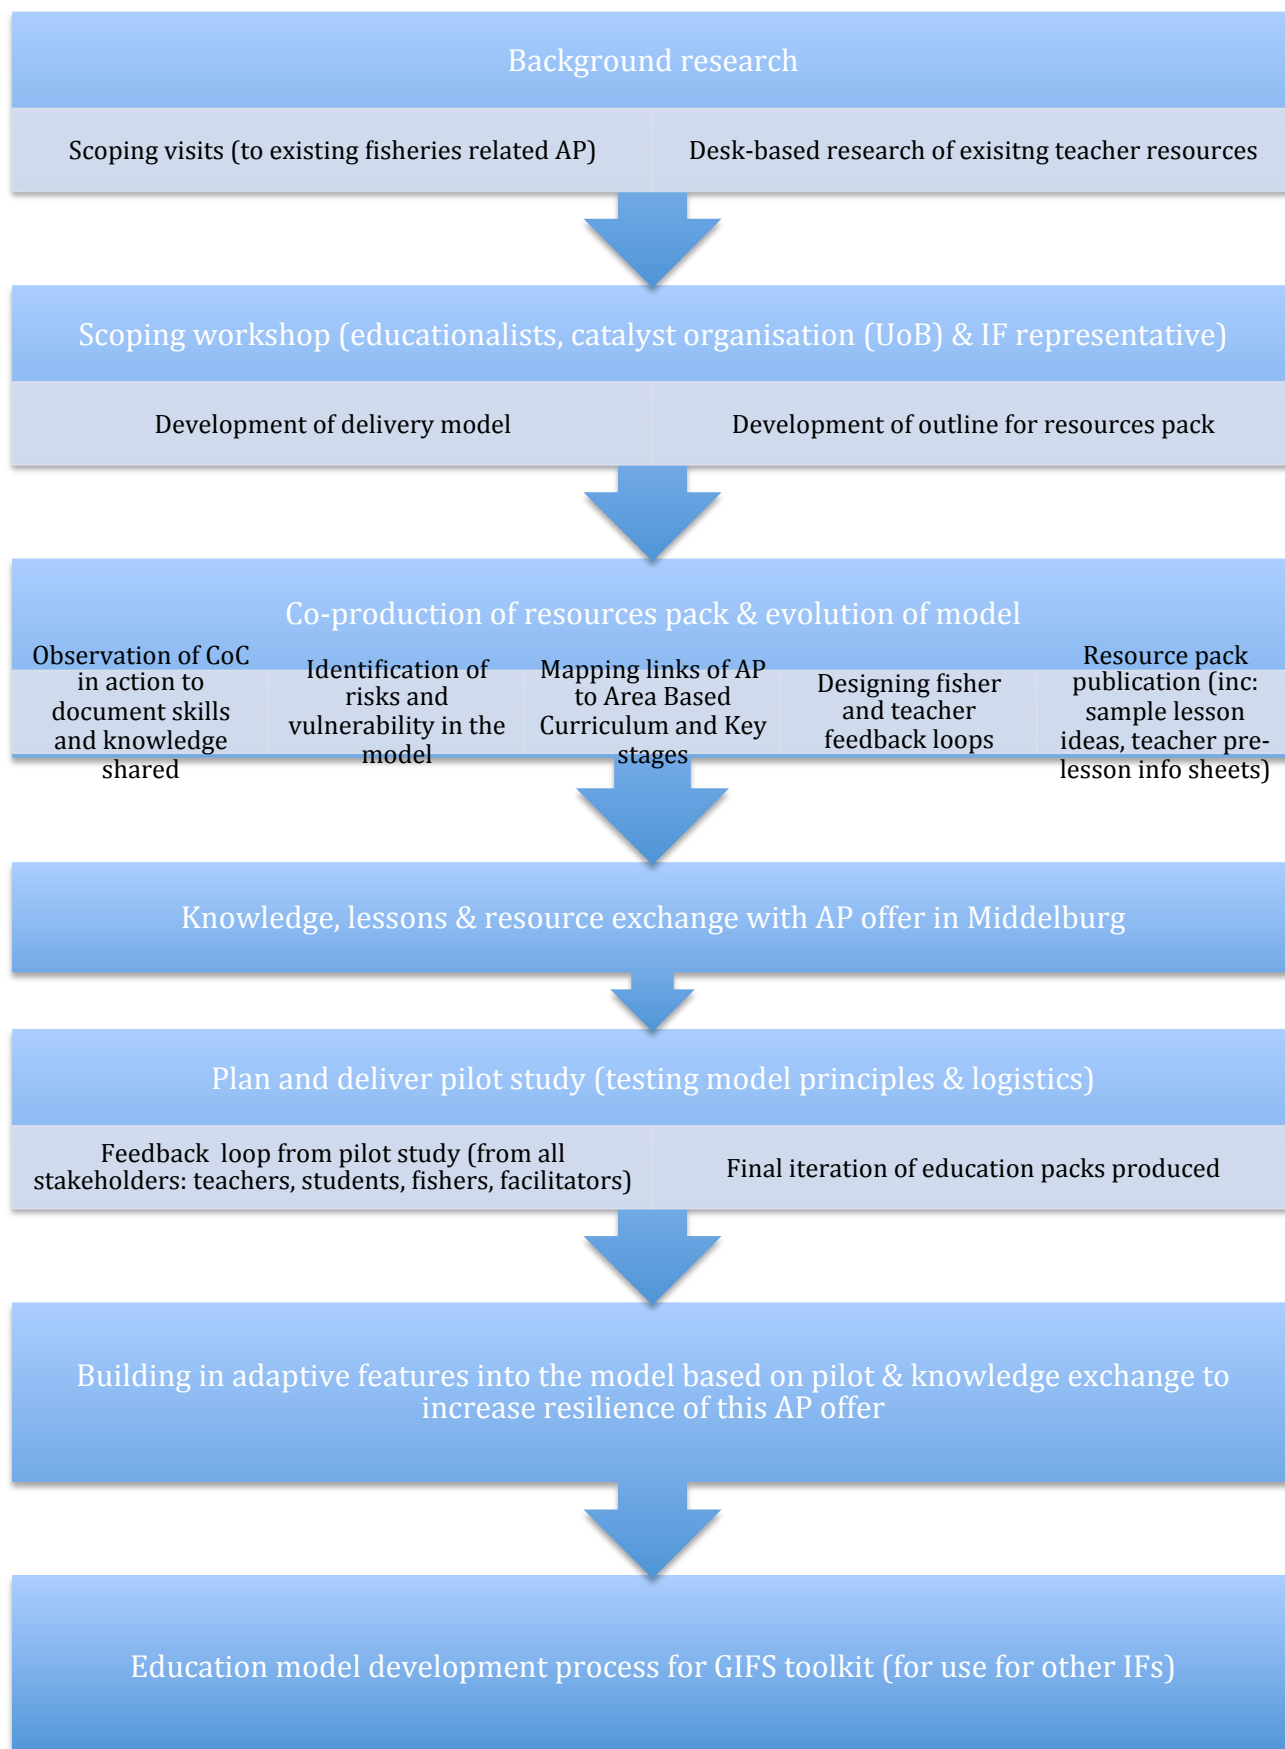 Background research
Scoping visits (to existing fisheries related AP)
Desk-based research of exisitng teacher resources
Scoping workshop (educationalists, catalyst organisation (UoB) & IF representative)
Development of delivery model
Development of outline for resources pack
Co-production of resources pack & evolution of model
Observation of CoC
in action to
document skills
and knowledge
shared
Identification of
risks and
vulnerability in the
model
Mapping links of AP
to Area Based
Curriculum and Key
stages
Designing fisher
and teacher
feedback loops
Resource pack
publication (inc:
sample lesson
ideas, teacher pre-
lesson info sheets)
Knowledge, lessons & resource exchange with AP offer in Middelburg
Plan and deliver pilot study (testing model principles & logistics)
Feedback loop from pilot study (from all
stakeholders: teachers, students, fishers, facilitators)
Final iteration of education packs produced
Building in adaptive features into the model based on pilot & knowledge exchange to
increase resilience of this AP offer
Education model development process for GIFS toolkit (for use for other IFs)